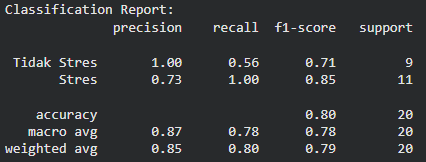 Classification Report:
precision recall f1-score support
Tidak Stres 1.00 0.56 0.71 9
Stres 0.73 1.00 0.85 11
accuracy 0.80 20
macro avg 0.87 0.78 0.78 20
weighted avg 0.85 0.80 0.79 20